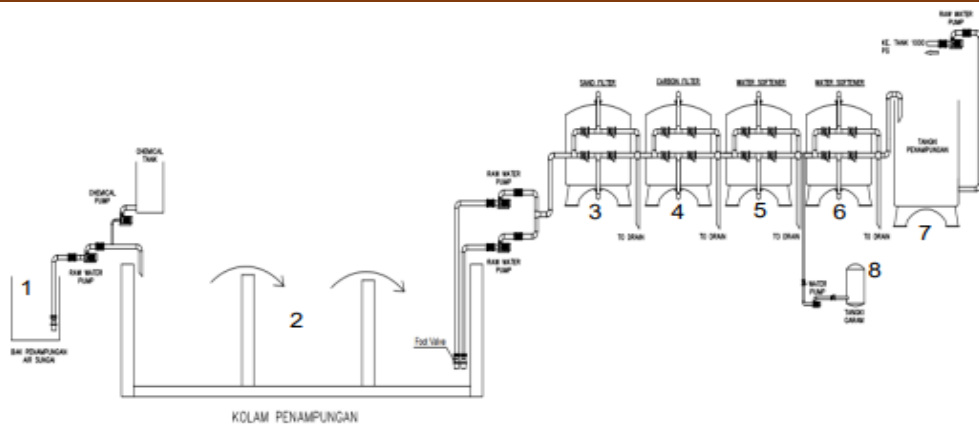 RAW WATER
PUMP
KE. TANK 1000
PS
SAND FILTER
CARBON FILTER
WATER SOFTENER
WATER SOFTENER
CHEMICAL
TANK
CHEMICAL
PUMP
RAW WATER
PUMP
TANGKI
PENAMPUNGAN
3
4
5
6
7
TO DRAIN
TO DRAIN
TO DRAIN
TO DRAIN
RAW WATER
PUMP
RAW WATER
PUMP
1
2
8
WATER
PUMP
TANGKI
GARAM
Foot Valve
BAK PENAMPUNGAN
AIR SUNGAI
KOLAM PENAMPUNGAN